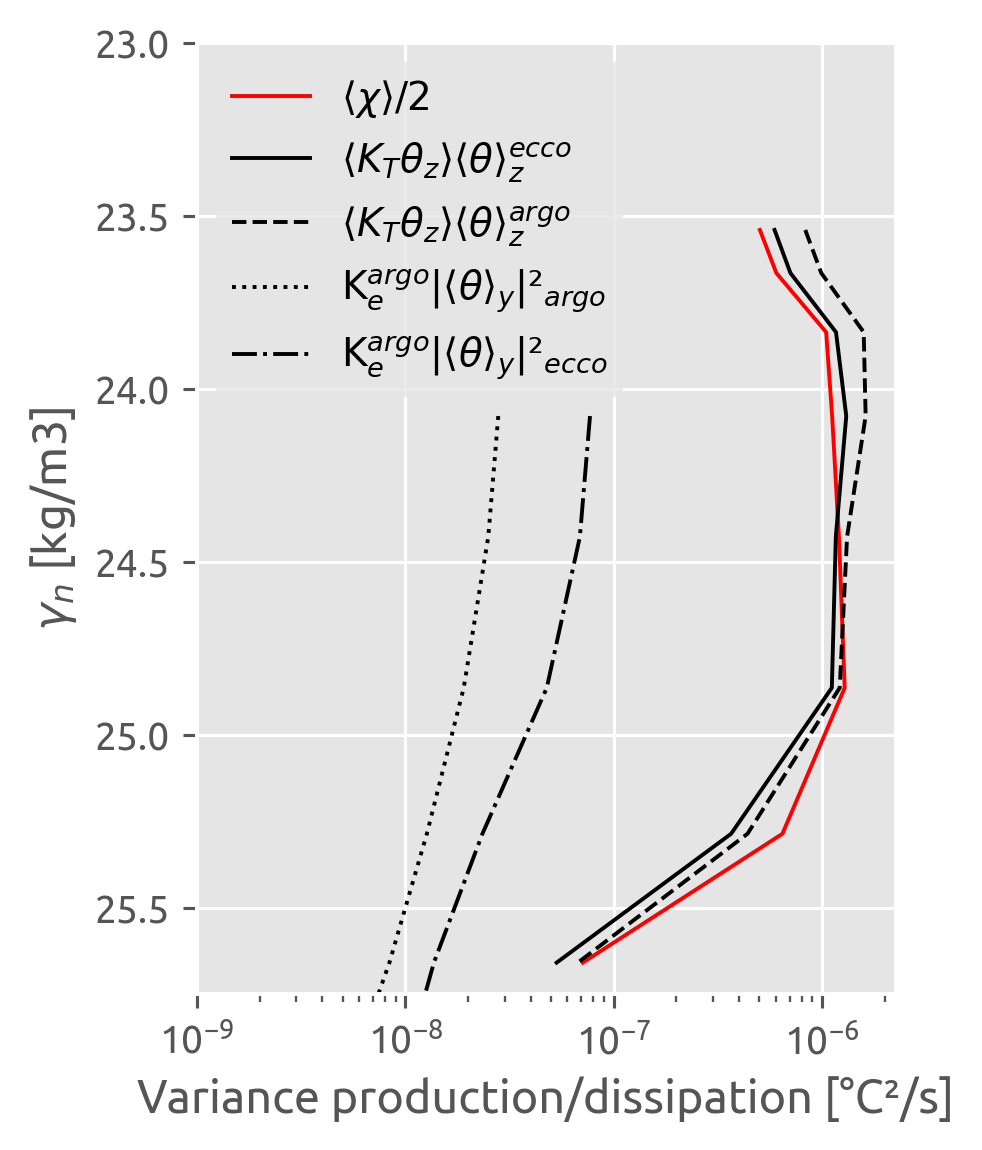 23.0
23.5
24.0
24.5
25.0
25.5
γₙ [kg/m3]
⟨χ⟩/2
⟨K_Tθ_z⟩⟨θ⟩_z^ecco
⟨K_Tθ_z⟩⟨θ⟩_z^argo
K_e^argo|⟨θ⟩_y|²_argo
K_e^argo|⟨θ⟩_y|²_ecco
10⁻⁹ 10⁻⁸ 10⁻⁷ 10⁻⁶
Variance production/dissipation [°C²/s]